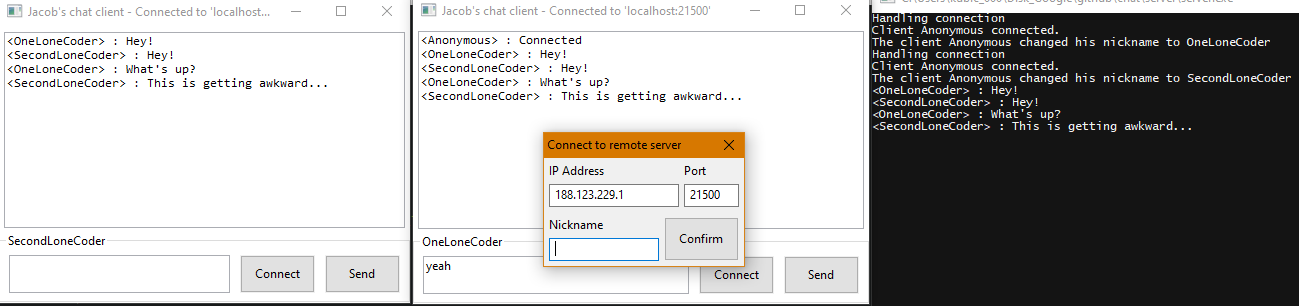 Jacob's chat client - Connected to 'localhost...
<OneLoneCoder> : Hey!
<SecondLoneCoder> : Hey!
<OneLoneCoder> : What's up?
<SecondLoneCoder> : This is getting awkward...
SecondLoneCoder
Connect
Send
Jacob's chat client - Connected to 'localhost:21500'
<Anonymous> : Connected
<OneLoneCoder> : Hey!
<SecondLoneCoder> : Hey!
<OneLoneCoder> : What's up?
<SecondLoneCoder> : This is getting awkward...
Connect to remote server
IP Address Port
188.123.229.1 21500
Nickname
Confirm
OneLoneCoder
yeah
Connect
Send
Handling connection
Client Anonymous connected.
The client Anonymous changed his nickname to OneLoneCoder
Handling connection
Client Anonymous connected.
The client Anonymous changed his nickname to SecondLoneCoder
<OneLoneCoder> : Hey!
<SecondLoneCoder> : Hey!
<OneLoneCoder> : What's up?
<SecondLoneCoder> : This is getting awkward...